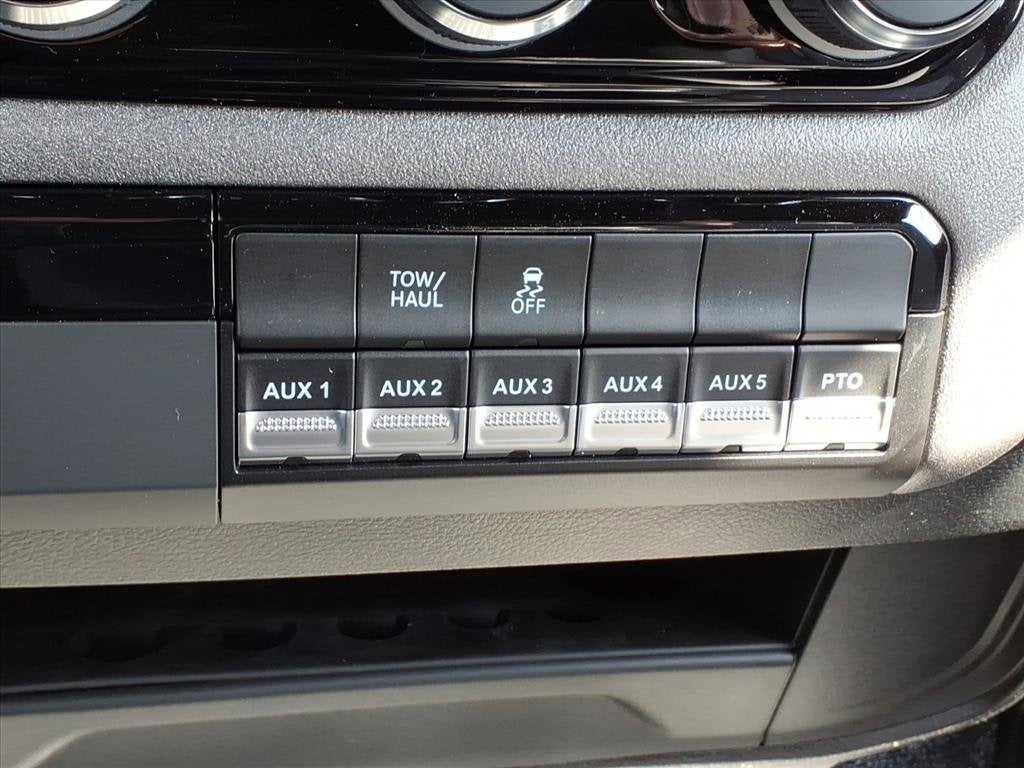 TOW/
HAUL
OFF
AUX 1
AUX 2
AUX 3
AUX 4
AUX 5
PTO